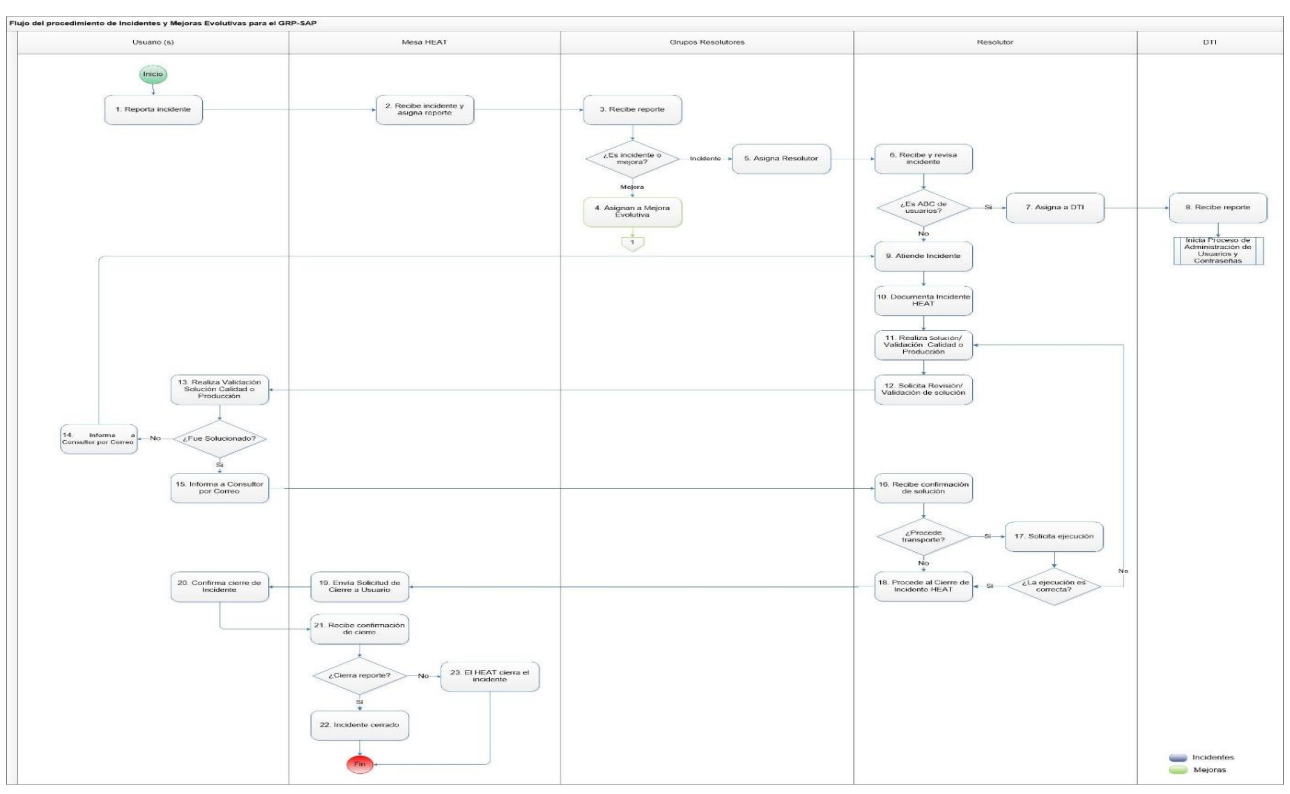 Flujo del procedimiento de Incidentes y Mejoras Evolutivas para el GRP-SAP
Usuario (s)
Mesa HEAT
Grupos Resolutores
Resolutor
DTI
Inicio
1. Reporta incidente
2. Recibe incidente y
asigna reporte
3. Recibe reporte
¿Es incidente o
mejora?
Incidente
5. Asigna Resolutor
6. Recibe y revisa
incidente
Mejora
4. Asignan a Mejora
Evolutiva
1
¿Es ABC de
usuarios?
Si
7. Asigna a DTI
8. Recibe reporte
No
Inicia Proceso de
Administración de
Usuarios y
Contraseñas
9. Atiende Incidente
10. Documenta Incidente
HEAT
11. Realiza Solución/
Validación Calidad o
Producción
12. Solicita Revisión/
Validación de solución
13. Realiza Validación
Solución Calidad o
Producción
¿Fue Solucionado?
No
14. Informa a
Consultor por Correo
Si
15. Informa a Consultor
por Correo
16. Recibe confirmación
de solución
¿Procede
transporte?
Si
17. Solicita ejecución
No
¿La ejecución es
correcta?
No
Si
18. Procede al Cierre de
Incidente HEAT
19. Envía Solicitud de
Cierre a Usuario
20. Confirma cierre de
Incidente
21. Recibe confirmación
de cierre
¿Cierra reporte?
No
23. El HEAT cierra el
incidente
Si
22. Incidente cerrado
Fin
Incidentes
Mejoras